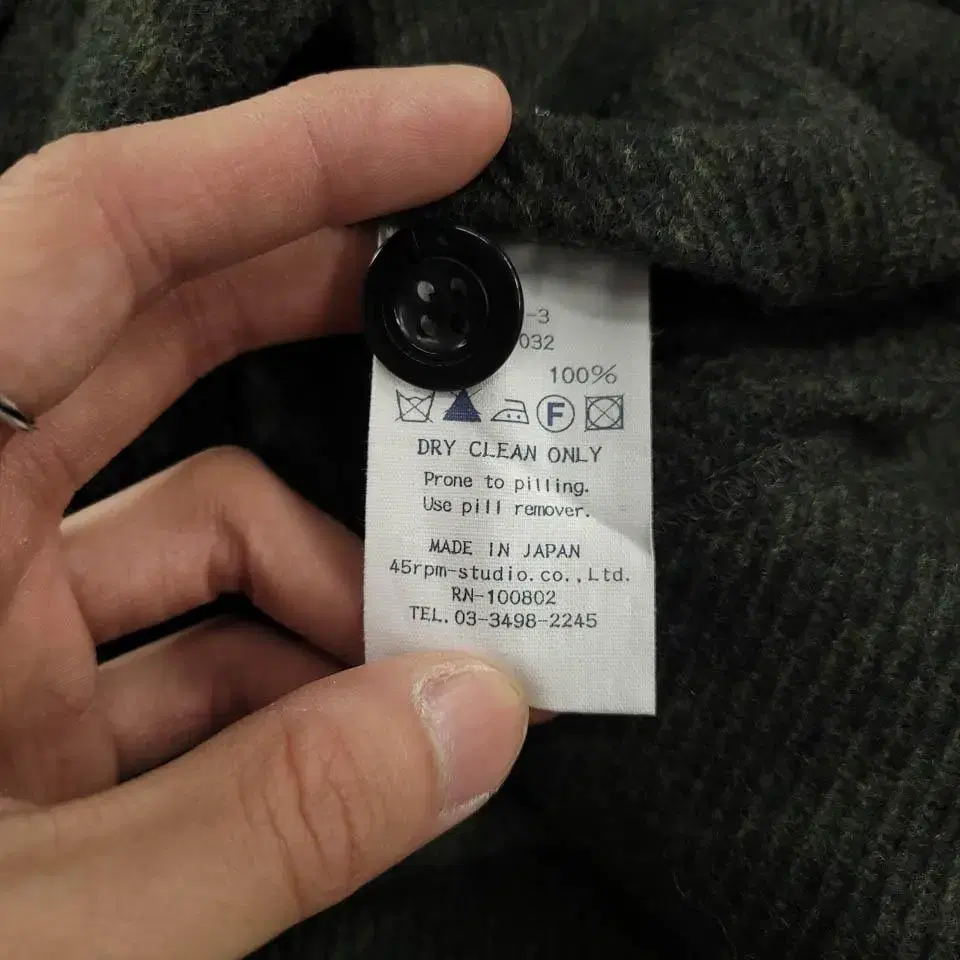 -3
032
100%
F
DRY CLEAN ONLY
Prone to pilling.
Use pill remover.
MADE IN JAPAN
45rpm-studio.co.,Ltd.
RN-100802
TEL.03-3498-2245